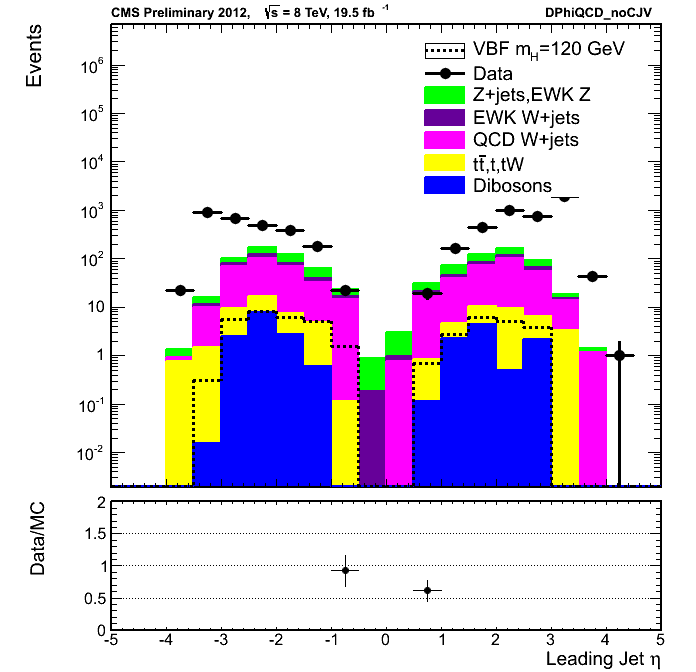 CMS Preliminary 2012, √s = 8 TeV, 19.5 fb⁻¹ DPhiQCD_noCJV
Events
VBF m_H=120 GeV
Data
Z+jets,EWK Z
EWK W+jets
QCD W+jets
tt̄,t,tW
Dibosons
10⁶
10⁵
10⁴
10³
10²
10
1
10⁻¹
10⁻²
Data/MC
2
1.5
1
0.5
0
-5 -4 -3 -2 -1 0 1 2 3 4 5
Leading Jet η